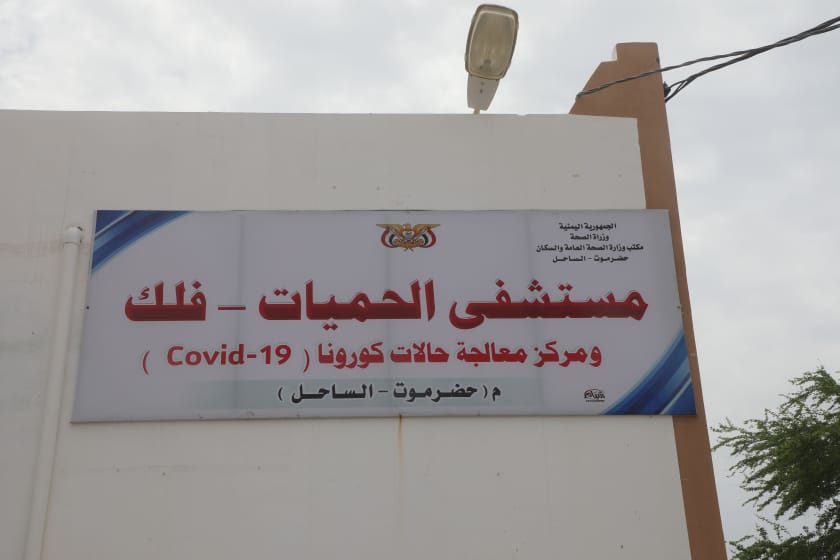 الجمهورية اليمنية
وزراة الصحة
مكتب وزارة الصحة العامة والسكان
حضرموت - الساحل
مستشفى الحميات - فلك
ومركز معالجة حالات كورونا ( Covid-19 )
م ( حضرموت - الساحل )